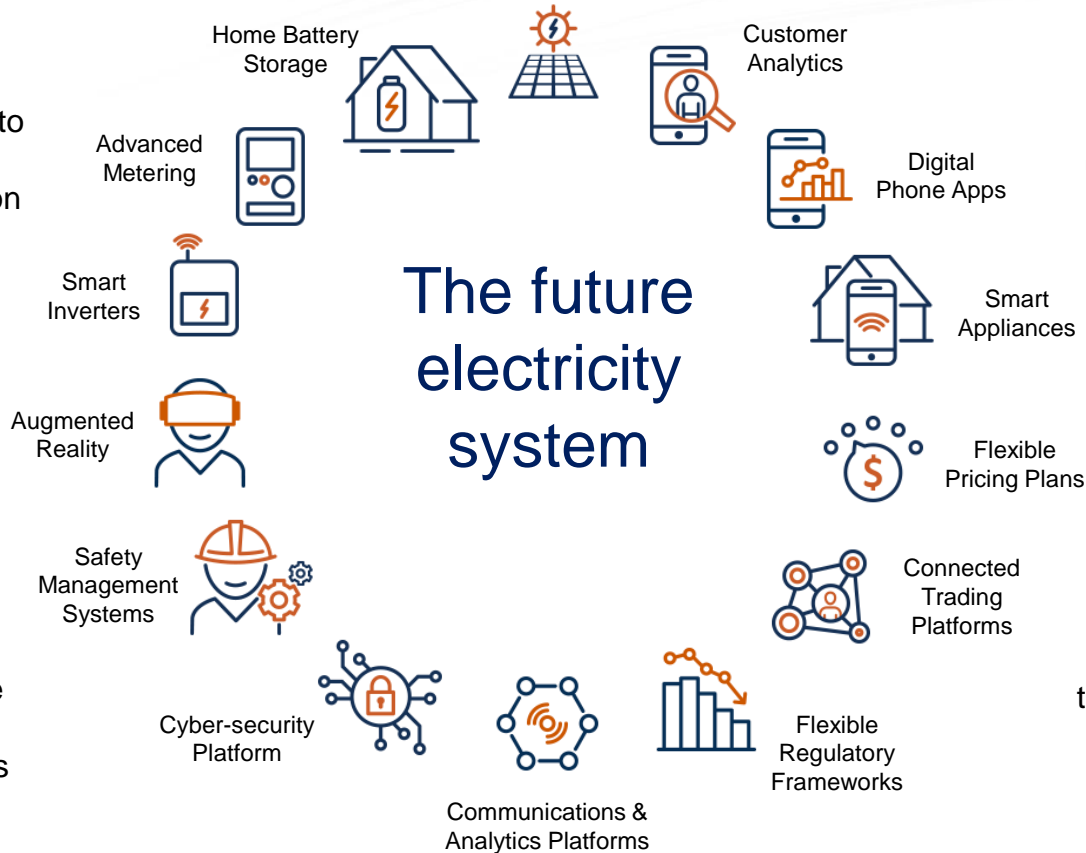 Home Battery
Storage
Customer
Analytics
to
Advanced
Metering
Digital
Phone Apps
on
Smart
Inverters
The future
electricity
system
Smart
Appliances
Augmented
Reality
Flexible
Pricing Plans
$
Safety
Management
Systems
Connected
Trading
Platforms
e
t
Cyber-security
Platform
Flexible
Regulatory
Frameworks
s
Communications &
Analytics Platforms